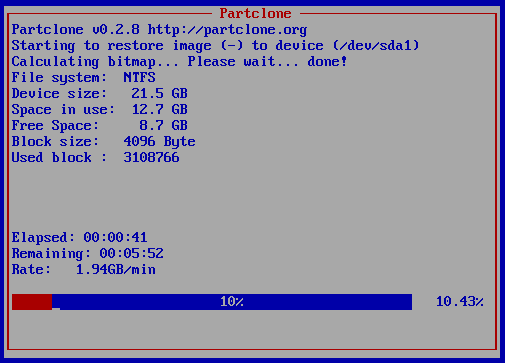 Partclone
Partclone v0.2.8 http://partclone.org
Starting to restore image (-) to device (/dev/sda1)
Calculating bitmap... Please wait... done!
File system:  NTFS
Device size:   21.5 GB
Space in use:  12.7 GB
Free Space:     8.7 GB
Block size:   4096 Byte
Used block :  3108766
Elapsed: 00:00:41
Remaining: 00:05:52
Rate:   1.94GB/min
10% 10.43%